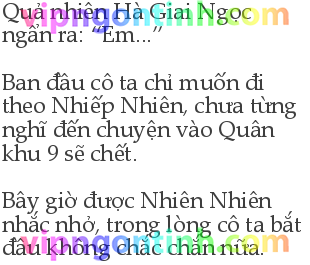 Quả nhiên Hà Giai Ngọc
ngẩn ra: “Em...”
Ban đầu cô ta chỉ muốn đi
theo Nhiếp Nhiên, chưa từng
nghĩ đến chuyện vào Quân
khu 9 sẽ chết.
Bây giờ được Nhiên Nhiên
nhắc nhở, trong lòng cô ta bắt
đầu không chắc chắn nữa.
vipngontinh.com
vipngontinh.com